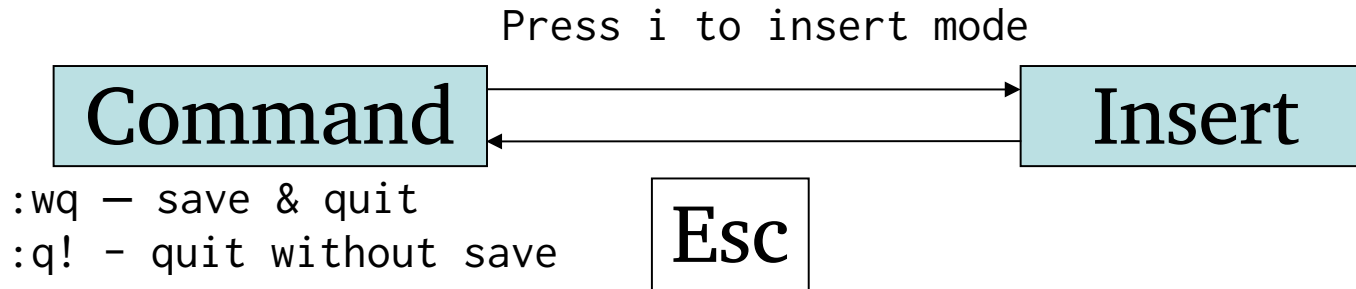 Press i to insert mode
Command
Insert
:wq – save & quit
:q! - quit without save
Esc